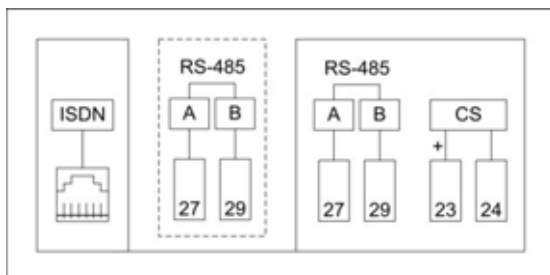 RS-485 RS-485
ISDN A B A B CS
+
27 29 27 29 23 24